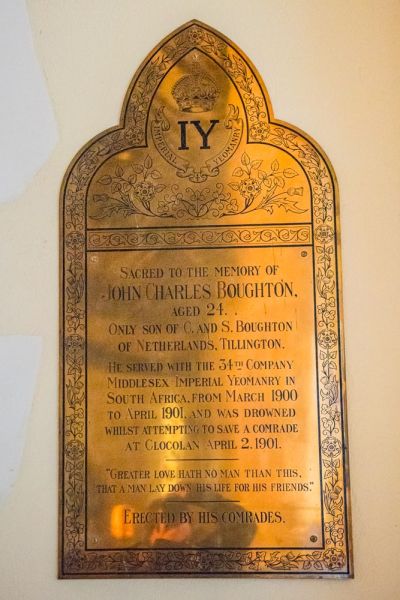 IY
IMPERIAL YEOMANRY
SACRED TO THE MEMORY OF
JOHN CHARLES BOUGHTON,
AGED 24.
ONLY SON OF C. AND S. BOUGHTON
OF NETHERLANDS, TILLINGTON.
HE SERVED WITH THE 34TH COMPANY
MIDDLESEX IMPERIAL YEOMANRY IN
SOUTH AFRICA, FROM MARCH 1900
TO APRIL 1901, AND WAS DROWNED
WHILST ATTEMPTING TO SAVE A COMRADE
AT CLOCOLAN APRIL 2. 1901.
"GREATER LOVE HATH NO MAN THAN THIS,
THAT A MAN LAY DOWN HIS LIFE FOR HIS FRIENDS."
ERECTED BY HIS COMRADES.